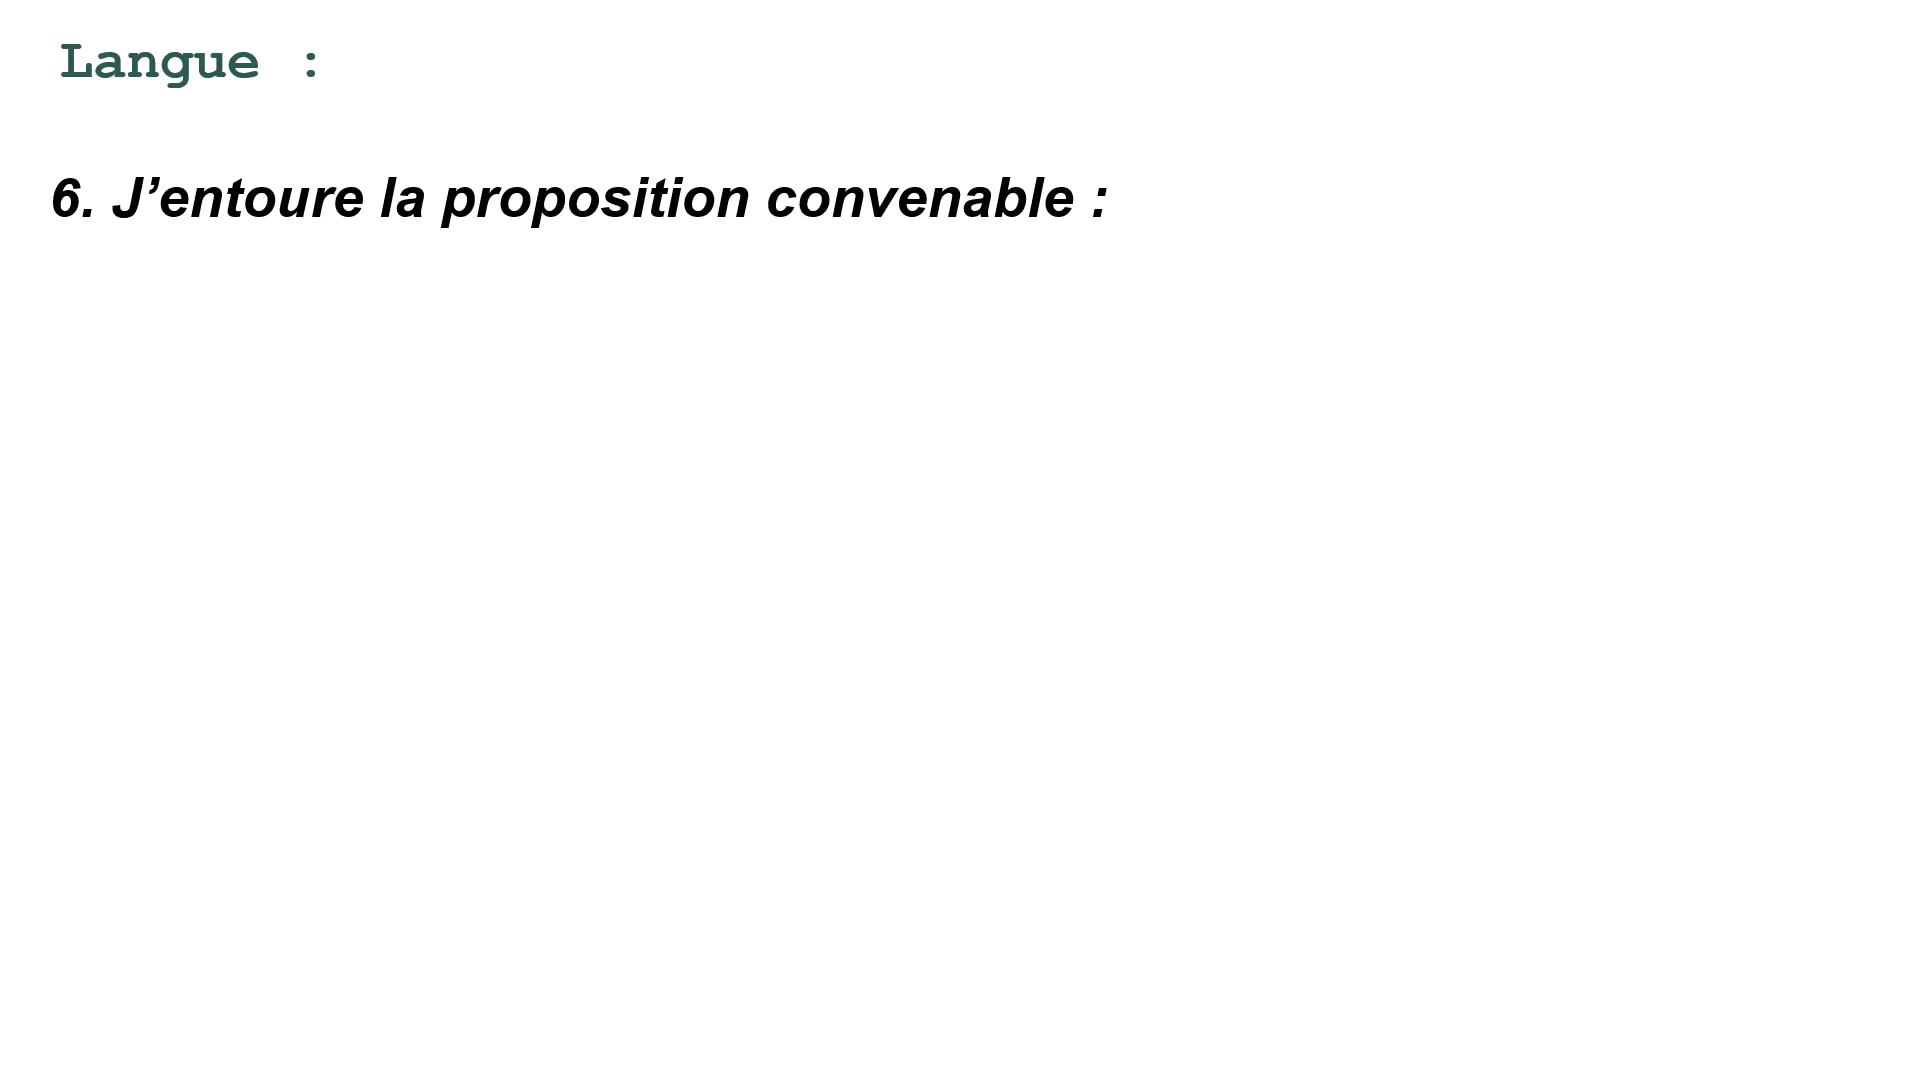 Langue :
6. J’entoure la proposition convenable :